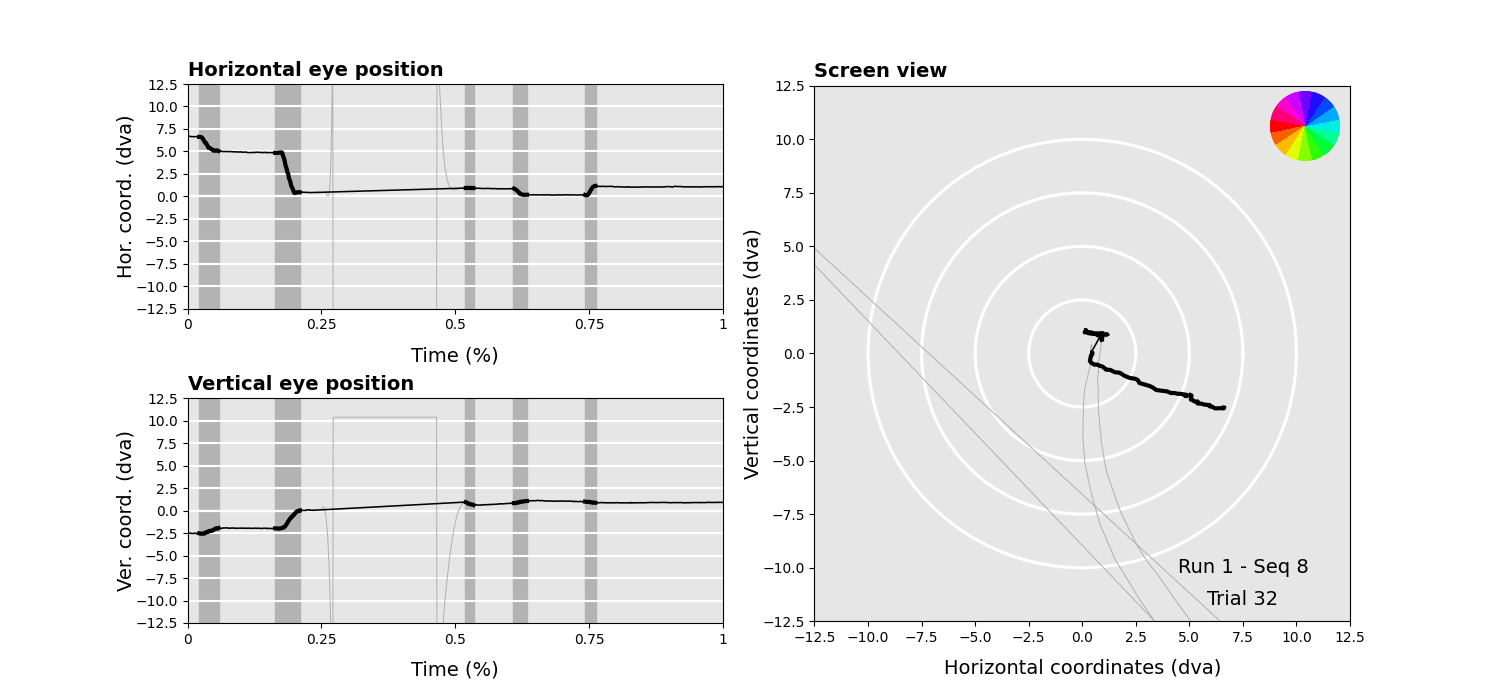 Horizontal eye position
12.5
10.0
7.5
5.0
2.5
0.0
−2.5
−5.0
−7.5
−10.0
−12.5
Hor. coord. (dva)
0 0.25 0.5 0.75 1
Time (%)
Vertical eye position
12.5
10.0
7.5
5.0
2.5
0.0
−2.5
−5.0
−7.5
−10.0
−12.5
Ver. coord. (dva)
0 0.25 0.5 0.75 1
Time (%)
Screen view
12.5
10.0
7.5
5.0
2.5
0.0
−2.5
−5.0
−7.5
−10.0
−12.5
Vertical coordinates (dva)
Run 1 - Seq 8
Trial 32
−12.5 −10.0 −7.5 −5.0 −2.5 0.0 2.5 5.0 7.5 10.0 12.5
Horizontal coordinates (dva)